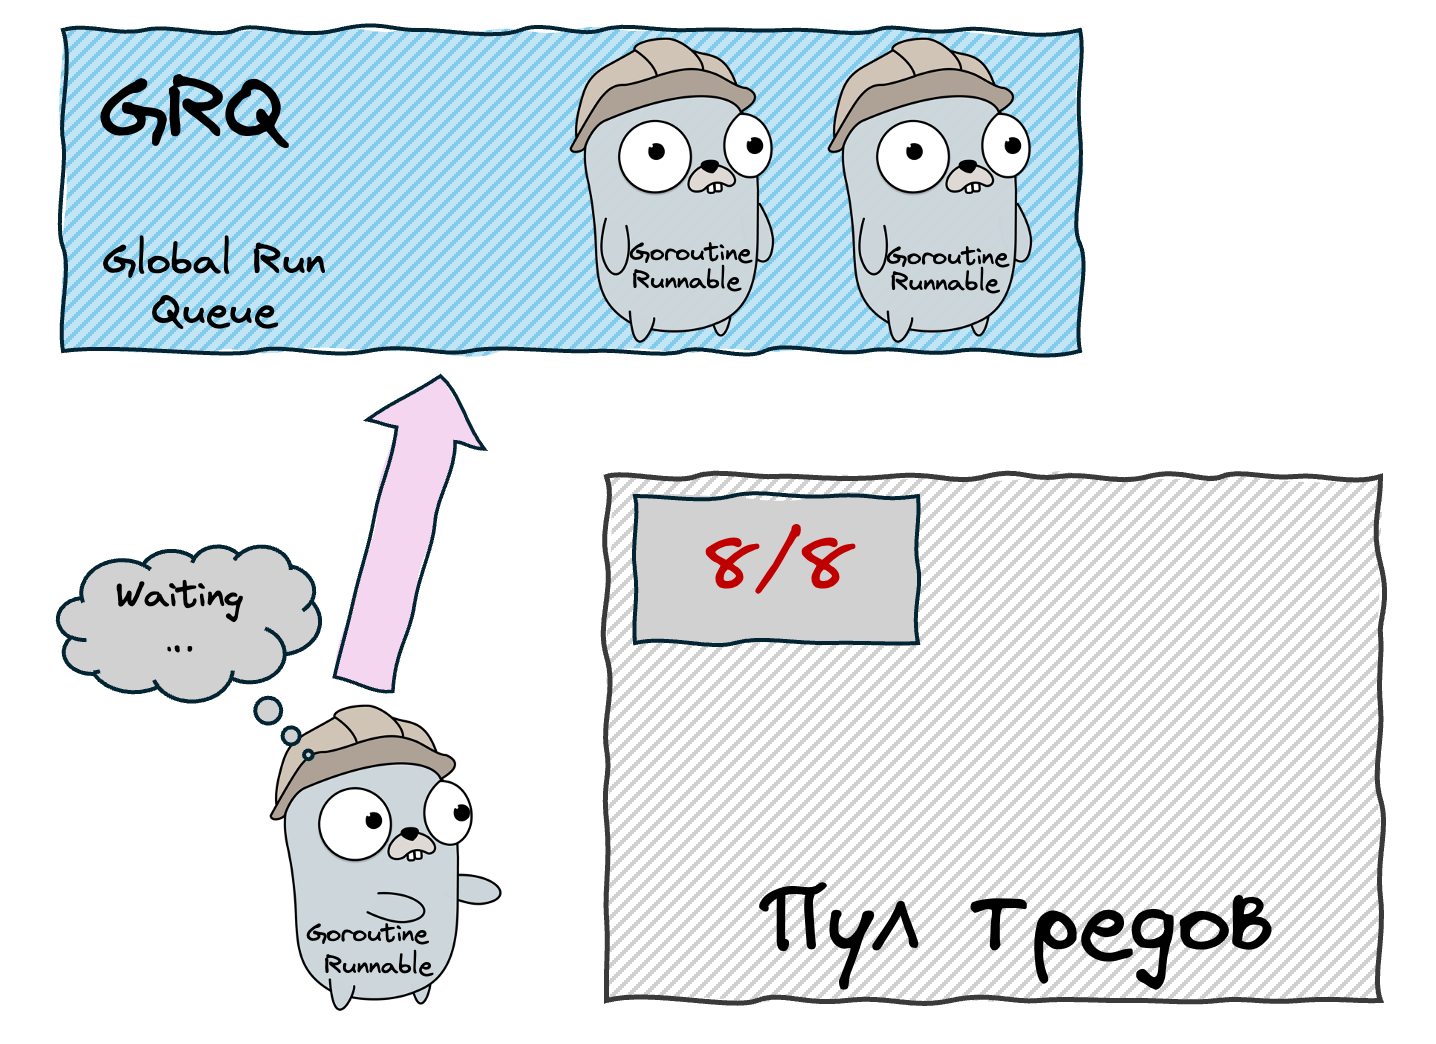 GRQ
Global Run
Queue
Goroutine
Runnable
Goroutine
Runnable
Waiting
...
8/8
Goroutine
Runnable
Пул тредов